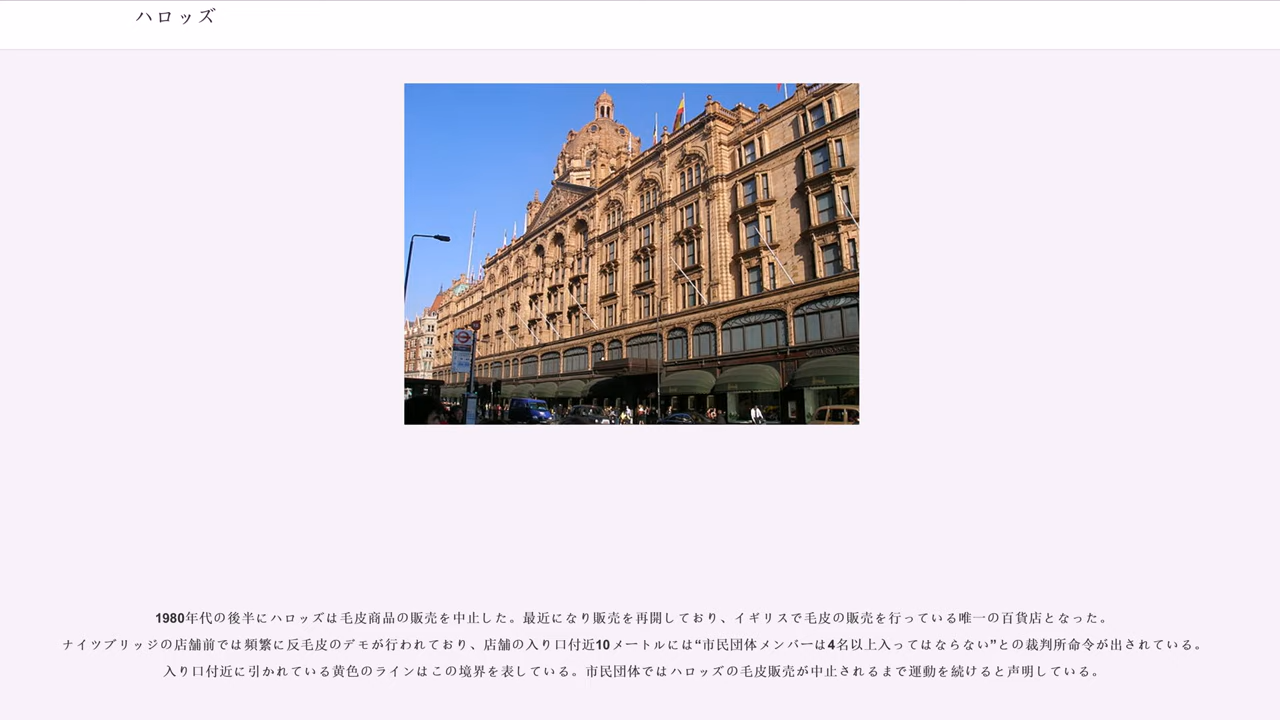 ハロッズ
1980年代の後半にハロッズは毛皮商品の販売を中止した。最近になり販売を再開しており、イギリスで毛皮の販売を行っている唯一の百貨店となった。
ナイツブリッジの店舗前では頻繁に反毛皮のデモが行われており、店舗の入り口付近10メートルには“市民団体メンバーは4名以上入ってはならない”との裁判所命令が出されている。
入り口付近に引かれている黄色のラインはこの境界を表している。市民団体ではハロッズの毛皮販売が中止されるまで運動を続けると声明している。